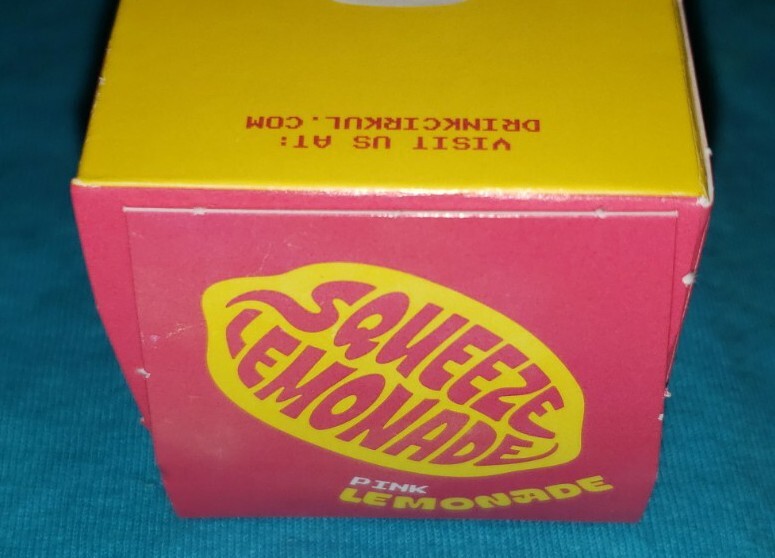 VISIT US AT:
DRINKCIRKUL.COM
SQUEEZE
LEMONADE
PINK
LEMONADE